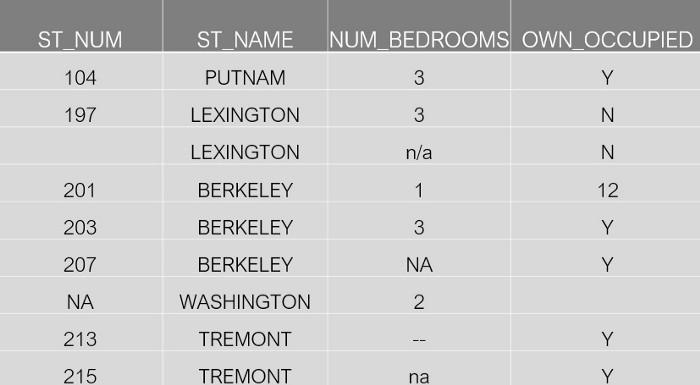 ST_NUM ST_NAME NUM_BEDROOMS OWN_OCCUPIED
104 PUTNAM 3 Y
197 LEXINGTON 3 N
LEXINGTON n/a N
201 BERKELEY 1 12
203 BERKELEY 3 Y
207 BERKELEY NA Y
NA WASHINGTON 2
213 TREMONT -- Y
215 TREMONT na Y